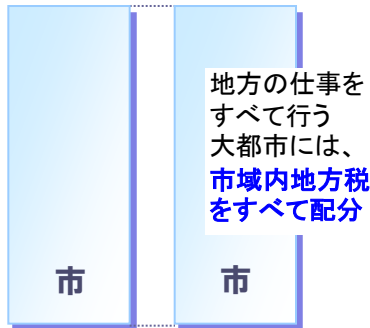 地方の仕事を
すべて行う
大都市には、
市域内地方税
をすべて配分
市
市